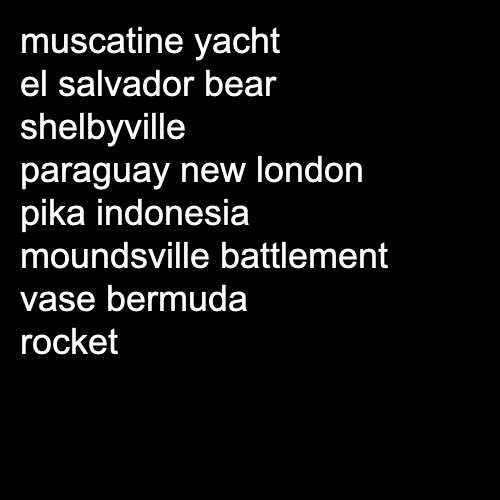 muscatine yacht
el salvador bear
shelbyville
paraguay new london
pika indonesia
moundsville battlement
vase bermuda
rocket